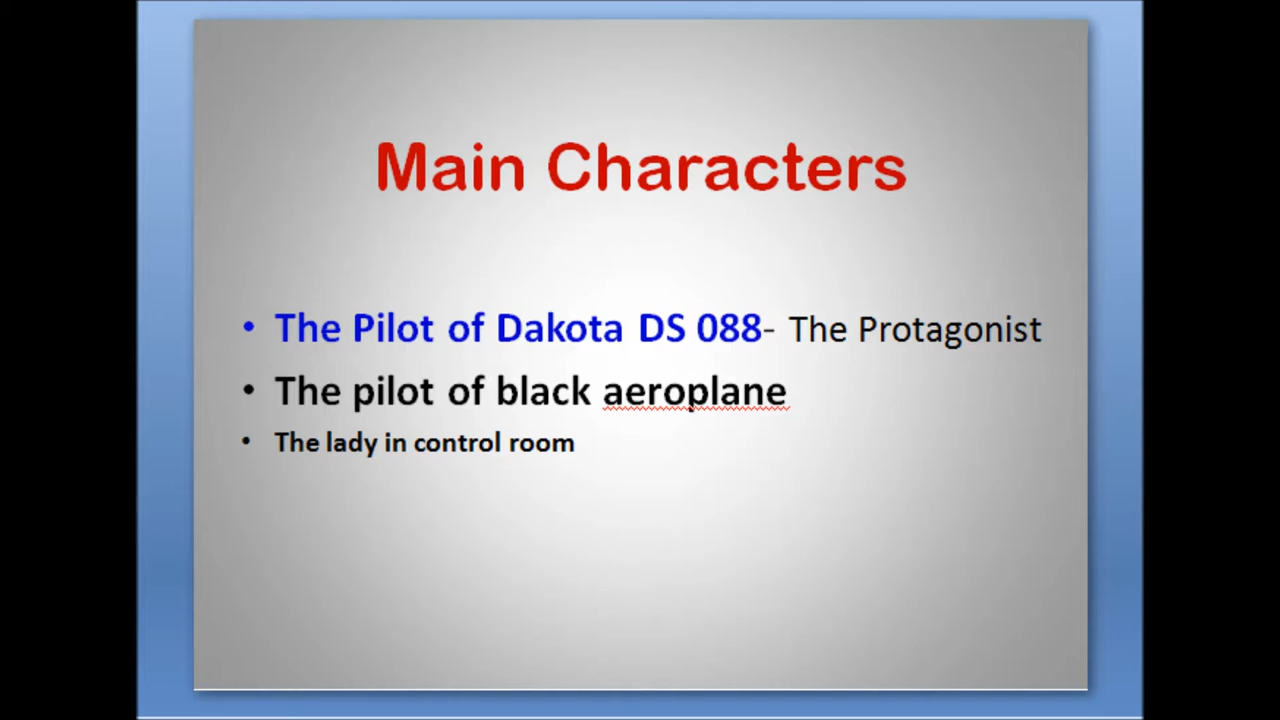 Main Characters
• The Pilot of Dakota DS 088- The Protagonist
• The pilot of black aeroplane
• The lady in control room